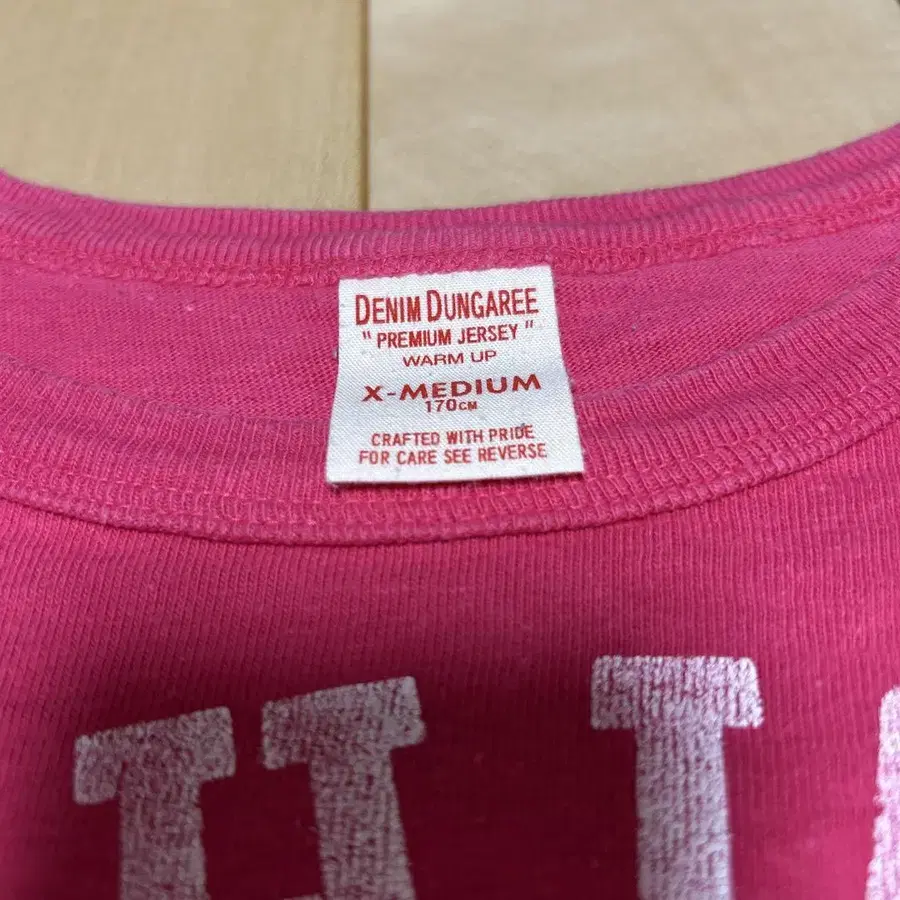 DENIM DUNGAREE
" PREMIUM JERSEY "
WARM UP
X-MEDIUM
170CM
CRAFTED WITH PRIDE
FOR CARE SEE REVERSE